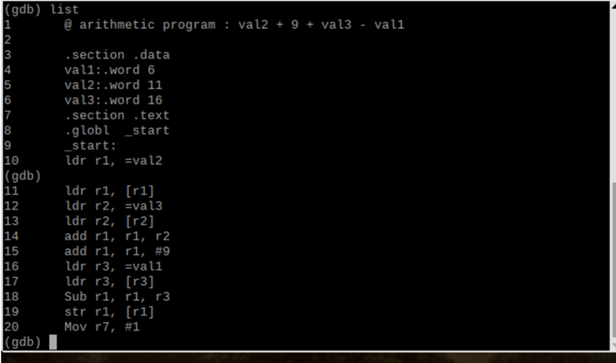 (gdb) list
1 @ arithmetic program : val2 + 9 + val3 - val1
2
3 .section .data
4 val1:.word 6
5 val2:.word 11
6 val3:.word 16
7 .section .text
8 .globl _start
9 _start:
10 ldr r1, =val2
(gdb)
11 ldr r1, [r1]
12 ldr r2, =val3
13 ldr r2, [r2]
14 add r1, r1, r2
15 add r1, r1, #9
16 ldr r3, =val1
17 ldr r3, [r3]
18 Sub r1, r1, r3
19 str r1, [r1]
20 Mov r7, #1
(gdb)